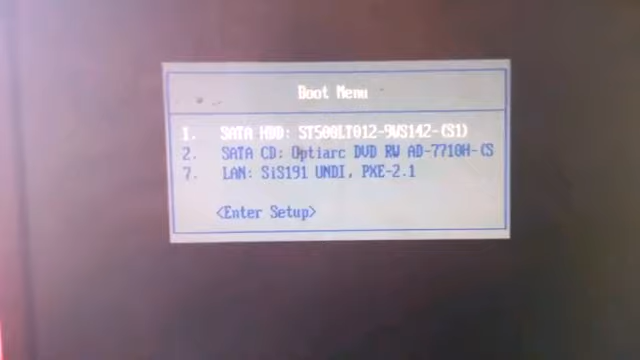 Boot Menu
1. SATA HDD: ST500LT012-9WS142-(S1)
2. SATA CD: Optiarc DVD RW AD-7710H-(S
7. LAN: SiS191 UNDI, PXE-2.1
<Enter Setup>